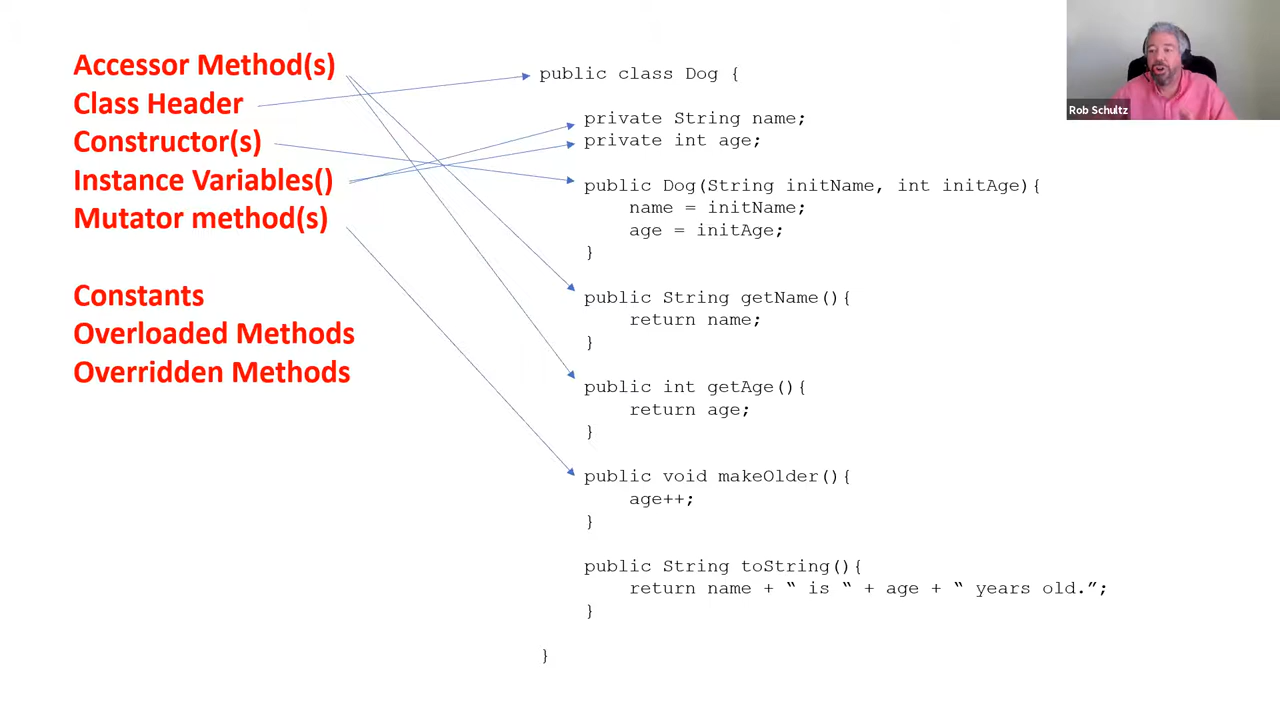 Accessor Method(s)
Class Header
Constructor(s)
Instance Variables()
Mutator method(s)
Constants
Overloaded Methods
Overridden Methods
public class Dog {
private String name;
private int age;
public Dog(String initName, int initAge){
name = initName;
age = initAge;
}
public String getName(){
return name;
}
public int getAge(){
return age;
}
public void makeOlder(){
age++;
}
public String toString(){
return name + “ is “ + age + “ years old.”;
}
}
Rob Schultz